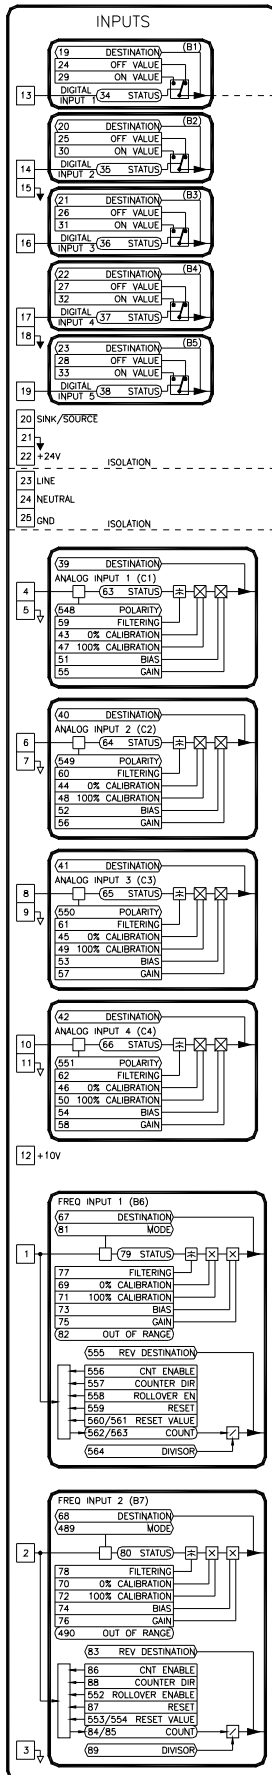 INPUTS
19 DESTINATION (B1)
24 OFF VALUE
29 ON VALUE
13 DIGITAL INPUT 1 34 STATUS
20 DESTINATION (B2)
25 OFF VALUE
30 ON VALUE
14 DIGITAL INPUT 2 35 STATUS
15
21 DESTINATION (B3)
26 OFF VALUE
31 ON VALUE
16 DIGITAL INPUT 3 36 STATUS
22 DESTINATION (B4)
27 OFF VALUE
32 ON VALUE
17 DIGITAL INPUT 4 37 STATUS
18
23 DESTINATION (B5)
28 OFF VALUE
33 ON VALUE
19 DIGITAL INPUT 5 38 STATUS
20 SINK/SOURCE
21
22 +24V
ISOLATION
23 LINE
24 NEUTRAL
25 GND
ISOLATION
39 DESTINATION
ANALOG INPUT 1 (C1)
4 63 STATUS
5 548 POLARITY
59 FILTERING
43 0% CALIBRATION
47 100% CALIBRATION
51 BIAS
55 GAIN
40 DESTINATION
ANALOG INPUT 2 (C2)
6 64 STATUS
7 549 POLARITY
60 FILTERING
44 0% CALIBRATION
48 100% CALIBRATION
52 BIAS
56 GAIN
41 DESTINATION
ANALOG INPUT 3 (C3)
8 65 STATUS
9 550 POLARITY
61 FILTERING
45 0% CALIBRATION
49 100% CALIBRATION
53 BIAS
57 GAIN
42 DESTINATION
ANALOG INPUT 4 (C4)
10 66 STATUS
11 551 POLARITY
62 FILTERING
46 0% CALIBRATION
50 100% CALIBRATION
54 BIAS
58 GAIN
12 +10V
FREQ INPUT 1 (B6)
67 DESTINATION
81 MODE
1 79 STATUS
77 FILTERING
69 0% CALIBRATION
71 100% CALIBRATION
73 BIAS
75 GAIN
82 OUT OF RANGE
555 REV DESTINATION
556 CNT ENABLE
557 COUNTER DIR
558 ROLLOVER EN
559 RESET
560/561 RESET VALUE
562/563 COUNT
564 DIVISOR
FREQ INPUT 2 (B7)
68 DESTINATION
489 MODE
2 80 STATUS
78 FILTERING
70 0% CALIBRATION
72 100% CALIBRATION
74 BIAS
76 GAIN
490 OUT OF RANGE
83 REV DESTINATION
86 CNT ENABLE
88 COUNTER DIR
552 ROLLOVER ENABLE
87 RESET
553/554 RESET VALUE
84/85 COUNT
3 89 DIVISOR